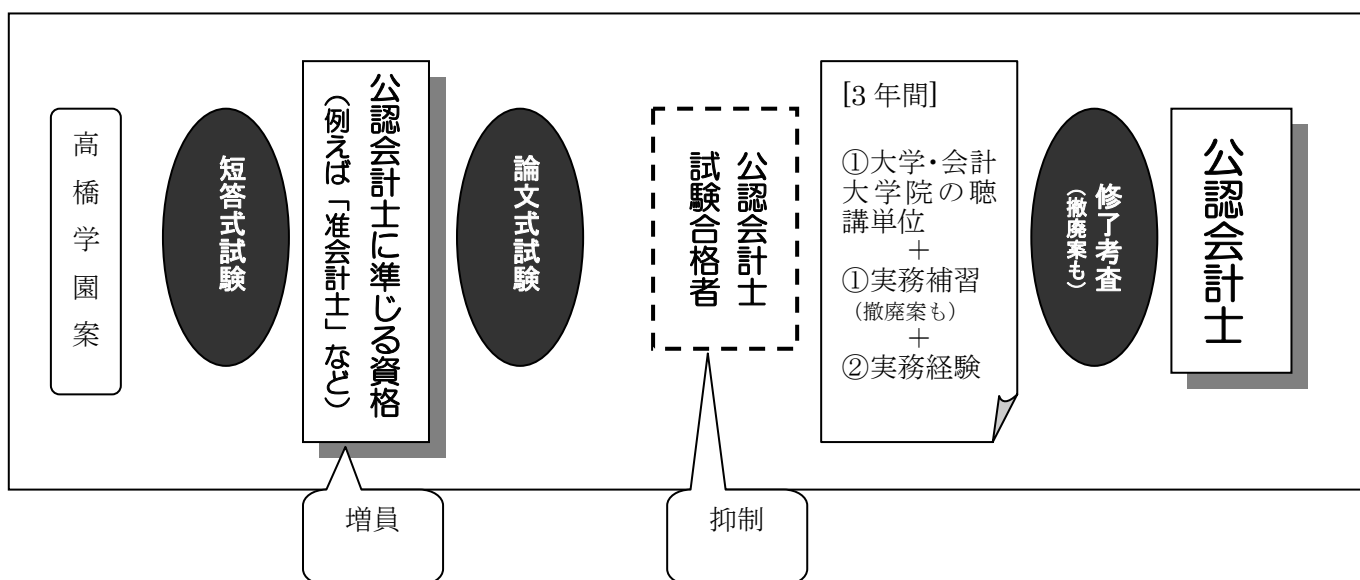 高橋学園案
短答式試験
公認会計士に準じる資格
（例えば「准会計士」など）
論文式試験
公認会計士
試験合格者
[3 年間]
①大学・会計
大学院の聴
講単位
＋
①実務補習
（撤廃案も）
＋
②実務経験
修了考査
（撤廃案も）
公認会計士
増員
抑制